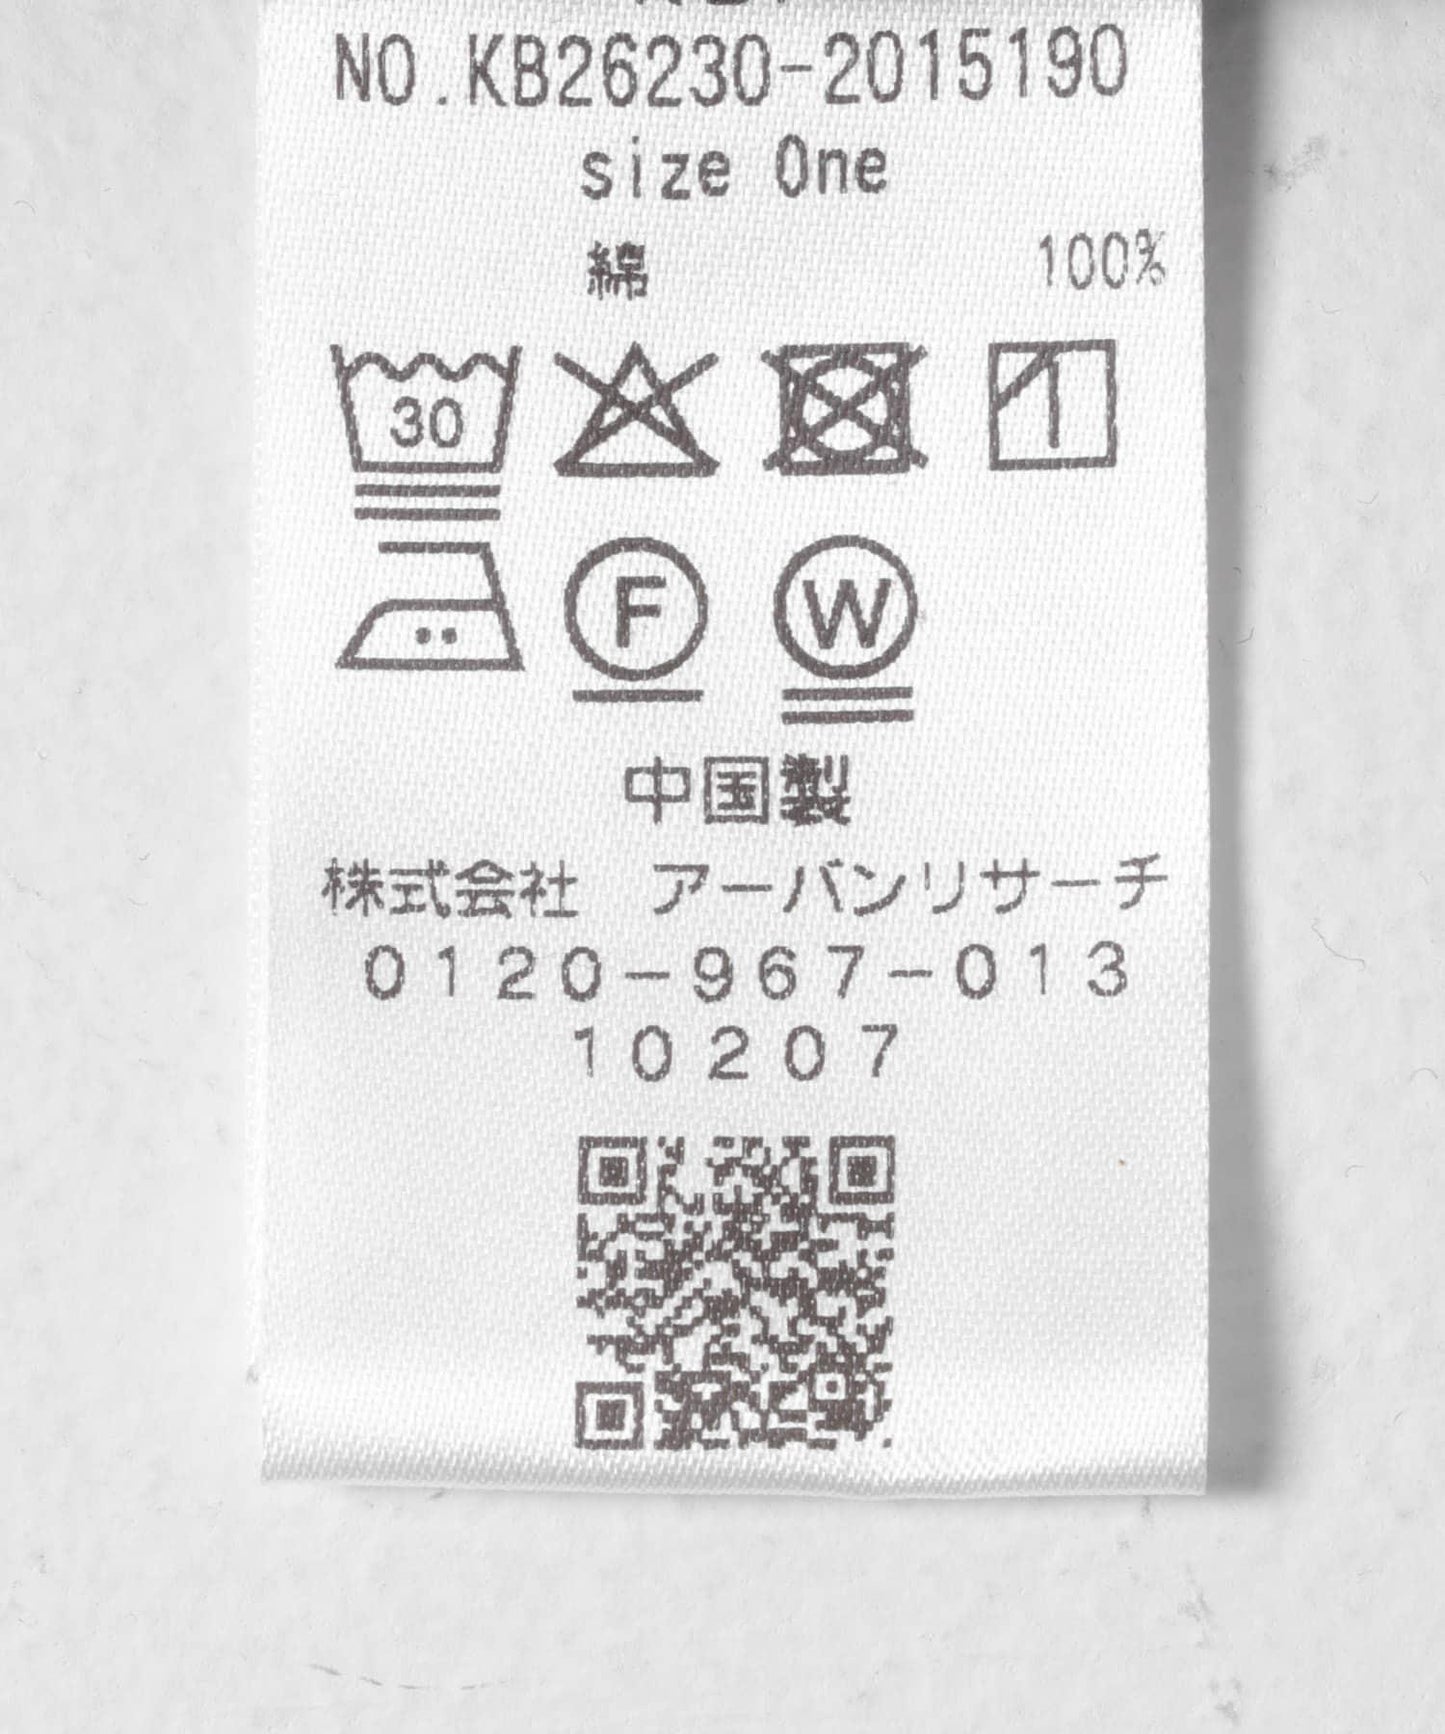 NO.KB26230-2015190
size One
綿 100%
30
F W
中国製
株式会社 アーバンリサーチ
0120-967-013
10207